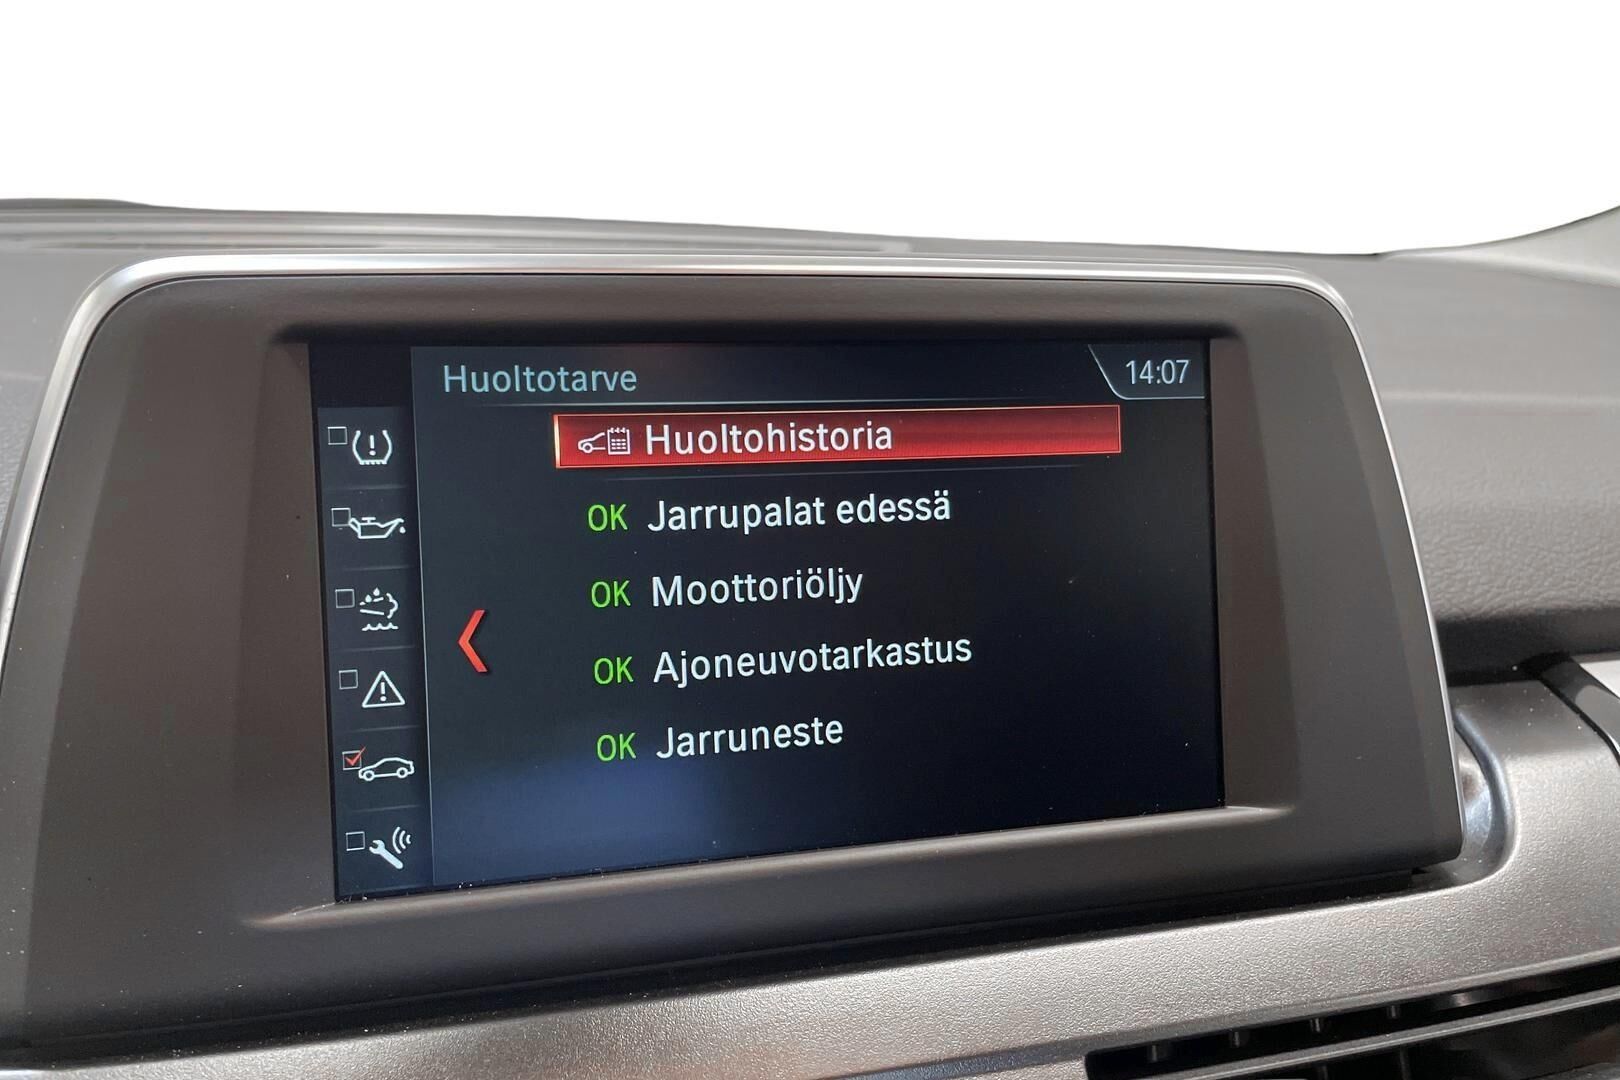 Huoltotarve
14:07
Huoltohistoria
OK Jarrupalat edessä
OK Moottoriöljy
OK Ajoneuvotarkastus
OK Jarruneste